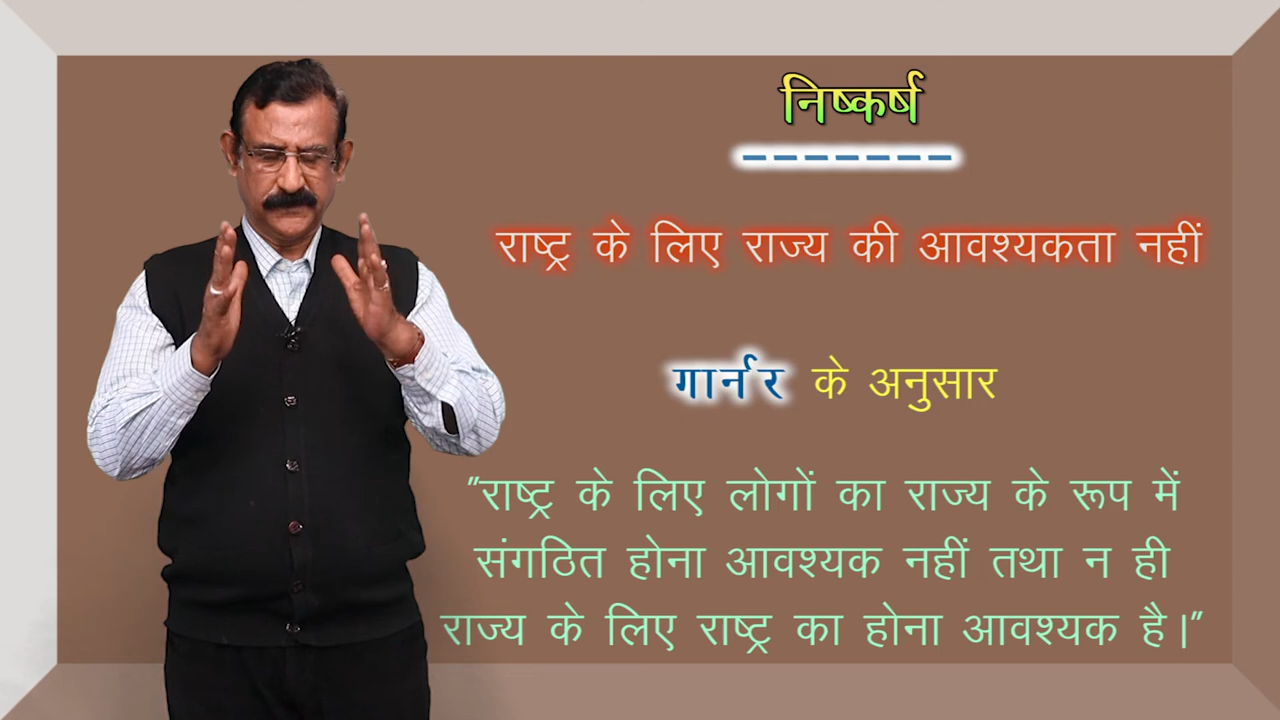 निष्कर्ष
राष्ट्र के लिए राज्य की आवश्यकता नहीं
गार्नर के अनुसार
"राष्ट्र के लिए लोगों का राज्य के रूप में
संगठित होना आवश्यक नहीं तथा न ही
राज्य के लिए राष्ट्र का होना आवश्यक है।"